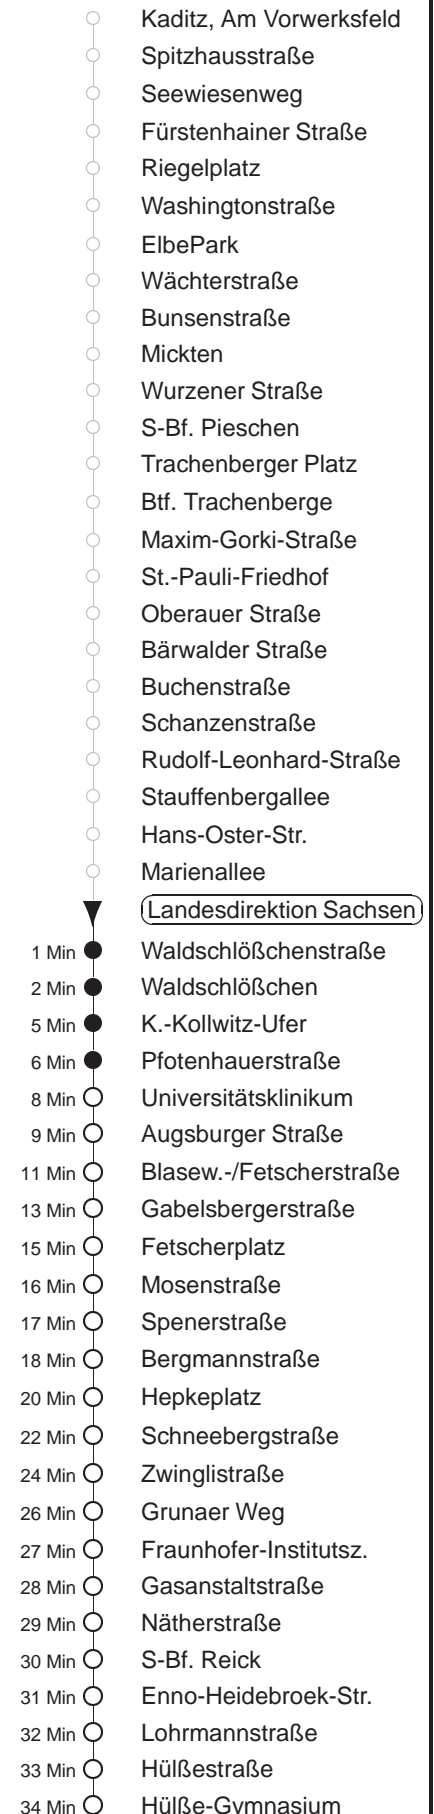 Kaditz, Am Vorwerksfeld
Spitzhausstraße
Seewiesenweg
Fürstenhainer Straße
Riegelplatz
Washingtonstraße
ElbePark
Wächterstraße
Bunsenstraße
Mickten
Wurzener Straße
S-Bf. Pieschen
Trachenberger Platz
Btf. Trachenberge
Maxim-Gorki-Straße
St.-Pauli-Friedhof
Oberauer Straße
Bärwalder Straße
Buchenstraße
Schanzenstraße
Rudolf-Leonhard-Straße
Stauffenbergallee
Hans-Oster-Str.
Marienallee
Landesdirektion Sachsen
1 Min Waldschlößchenstraße
2 Min Waldschlößchen
5 Min K.-Kollwitz-Ufer
6 Min Pfotenhauerstraße
8 Min Universitätsklinikum
9 Min Augsburger Straße
11 Min Blasew.-/Fetscherstraße
13 Min Gabelsbergerstraße
15 Min Fetscherplatz
16 Min Mosenstraße
17 Min Spenerstraße
18 Min Bergmannstraße
20 Min Hepkeplatz
22 Min Schneebergstraße
24 Min Zwinglistraße
26 Min Grunaer Weg
27 Min Fraunhofer-Institutsz.
28 Min Gasanstaltstraße
29 Min Nätherstraße
30 Min S-Bf. Reick
31 Min Enno-Heidebroek-Str.
32 Min Lohrmannstraße
33 Min Hülßestraße
34 Min Hülße-Gymnasium